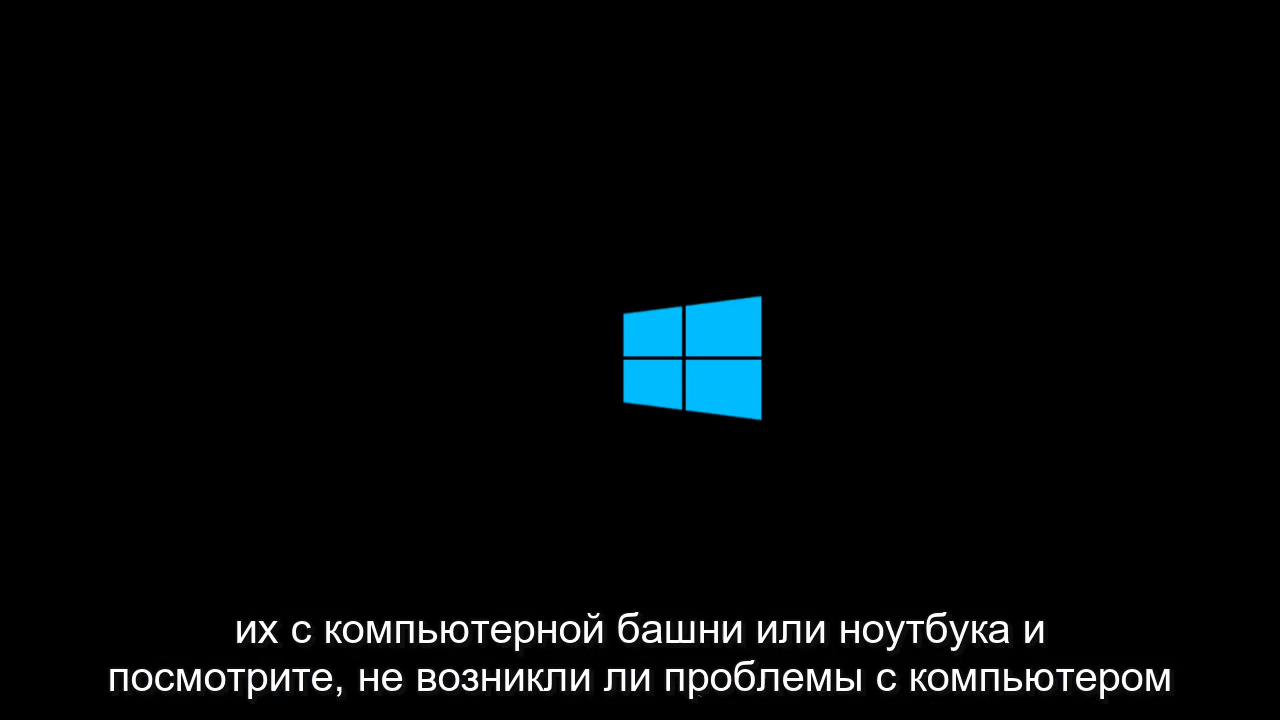 их с компьютерной башни или ноутбука и
посмотрите, не возникли ли проблемы с компьютером